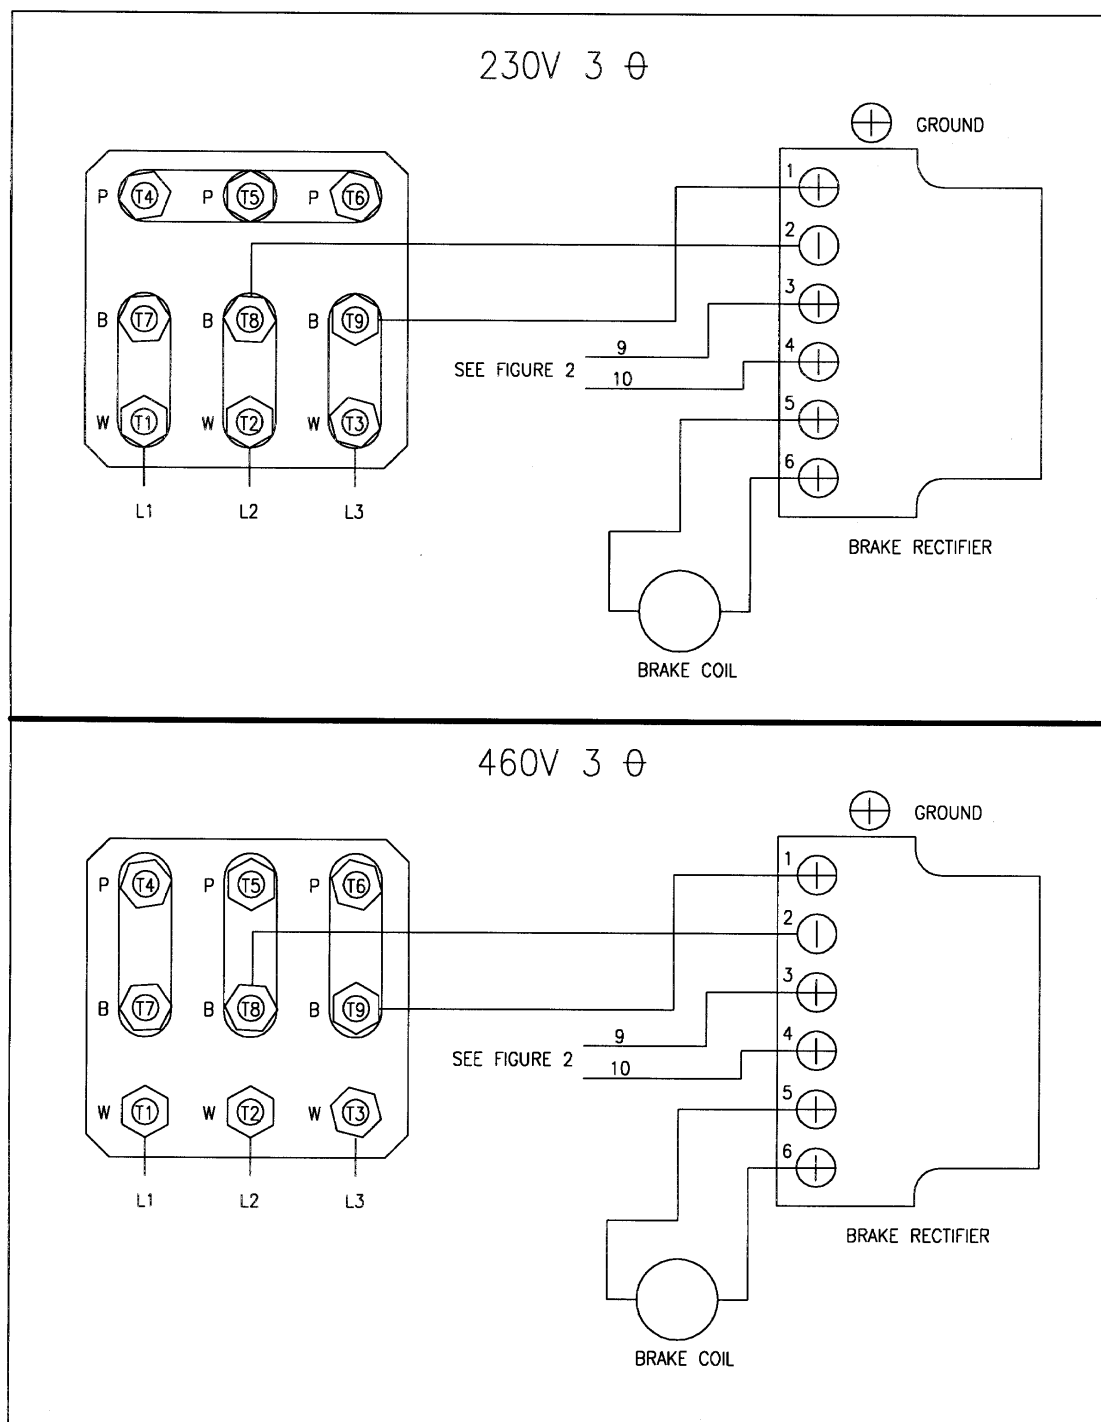 230V 3 Θ
GROUND
P T4 P T5 P T6
1
2
B T7 B T8 B T9
3
9
SEE FIGURE 2
4
10
W T1 W T2 W T3
5
6
L1 L2 L3
BRAKE RECTIFIER
BRAKE COIL
460V 3 Θ
GROUND
P T4 P T5 P T6
1
2
B T7 B T8 B T9
3
9
SEE FIGURE 2
4
10
W T1 W T2 W T3
5
6
L1 L2 L3
BRAKE RECTIFIER
BRAKE COIL